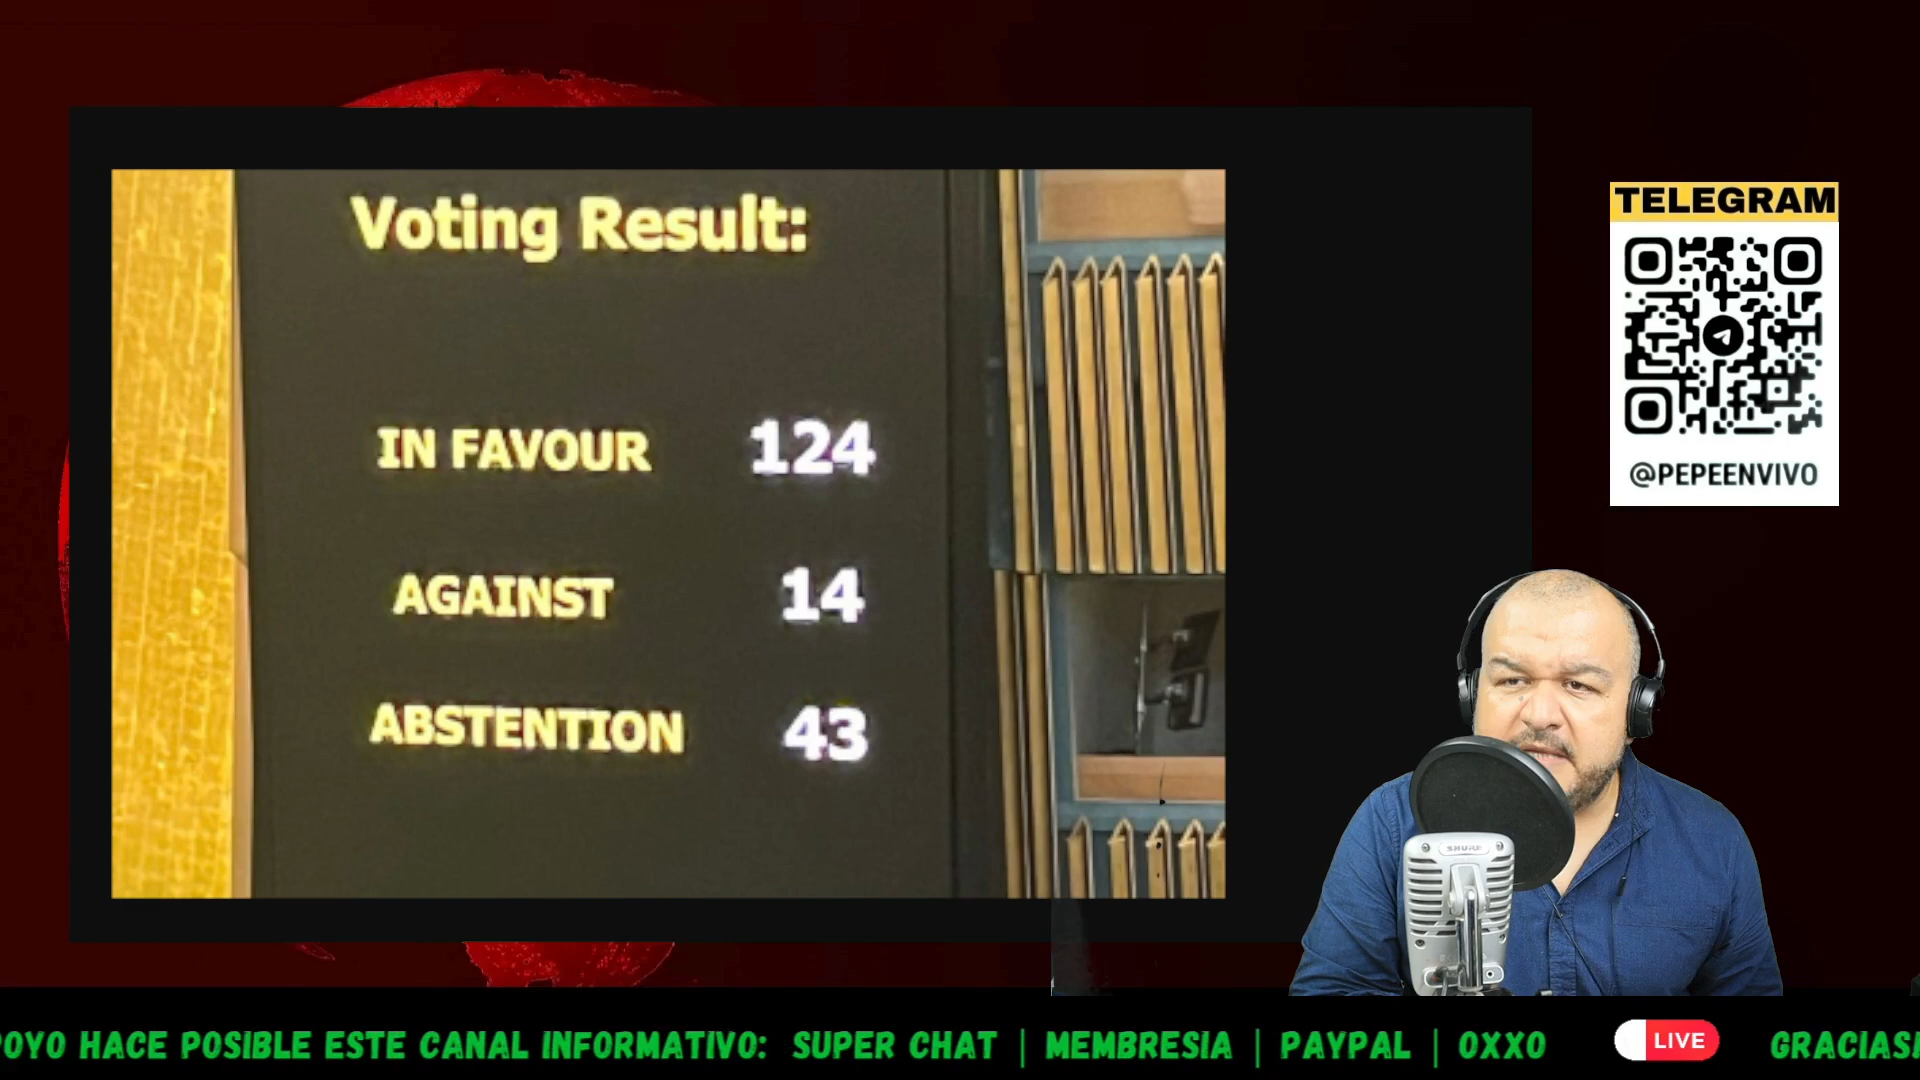 Voting Result:
IN FAVOUR 124
AGAINST 14
ABSTENTION 43
TELEGRAM
@PEPEENVIVO
SHURE
POYO HACE POSIBLE ESTE CANAL INFORMATIVO: SUPER CHAT | MEMBRESIA | PAYPAL | OXXO LIVE GRACIAS!